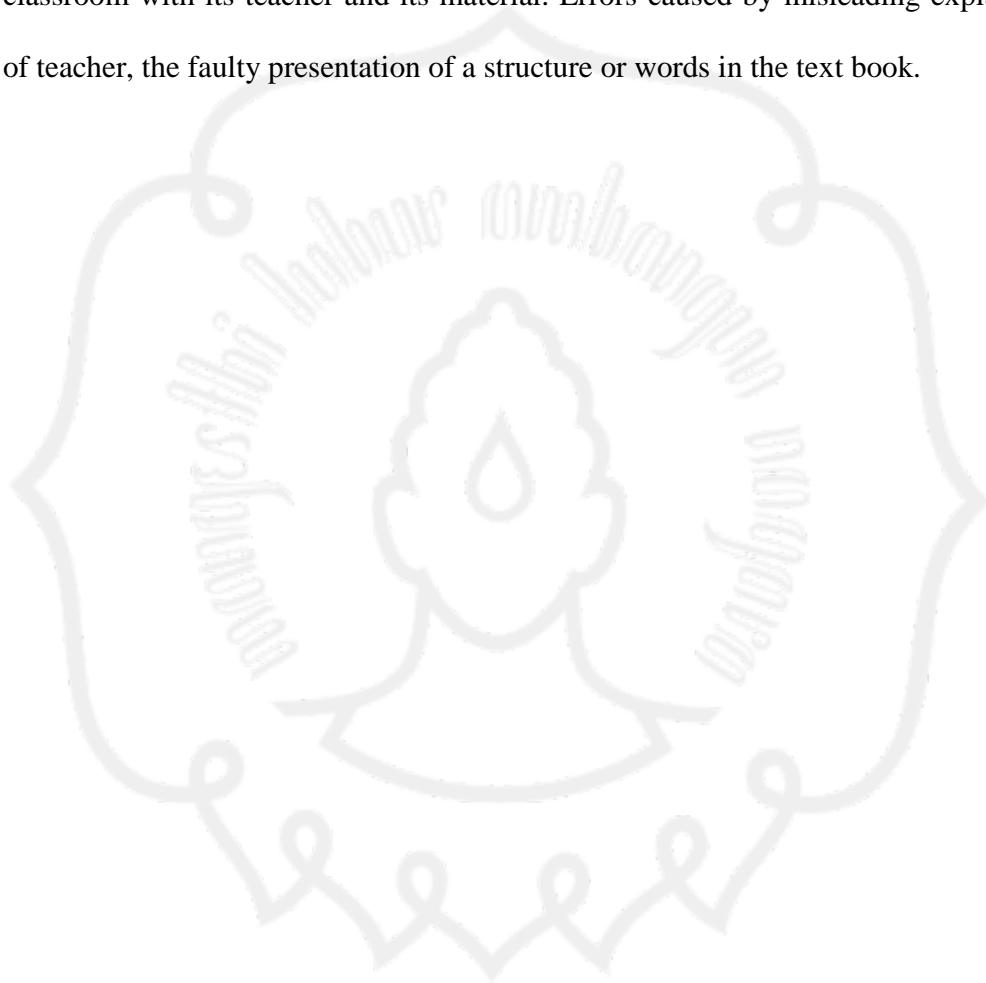 classroom with its teacher and its material. Errors caused by misleading expla
of teacher, the faulty presentation of a structure or words in the text book.